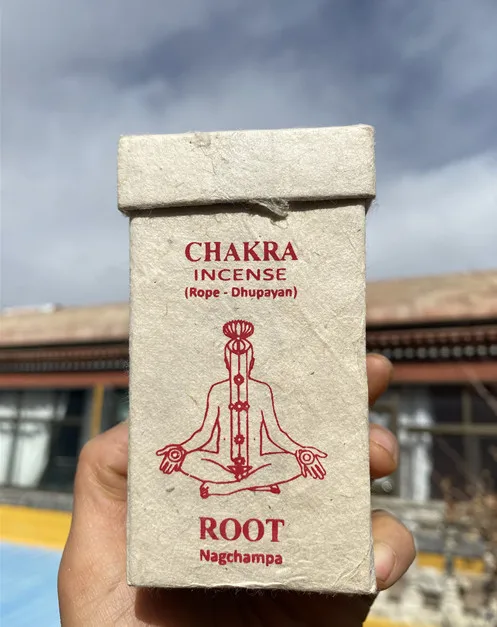 CHAKRA
INCENSE
(Rope - Dhupayan)
ROOT
Nagchampa